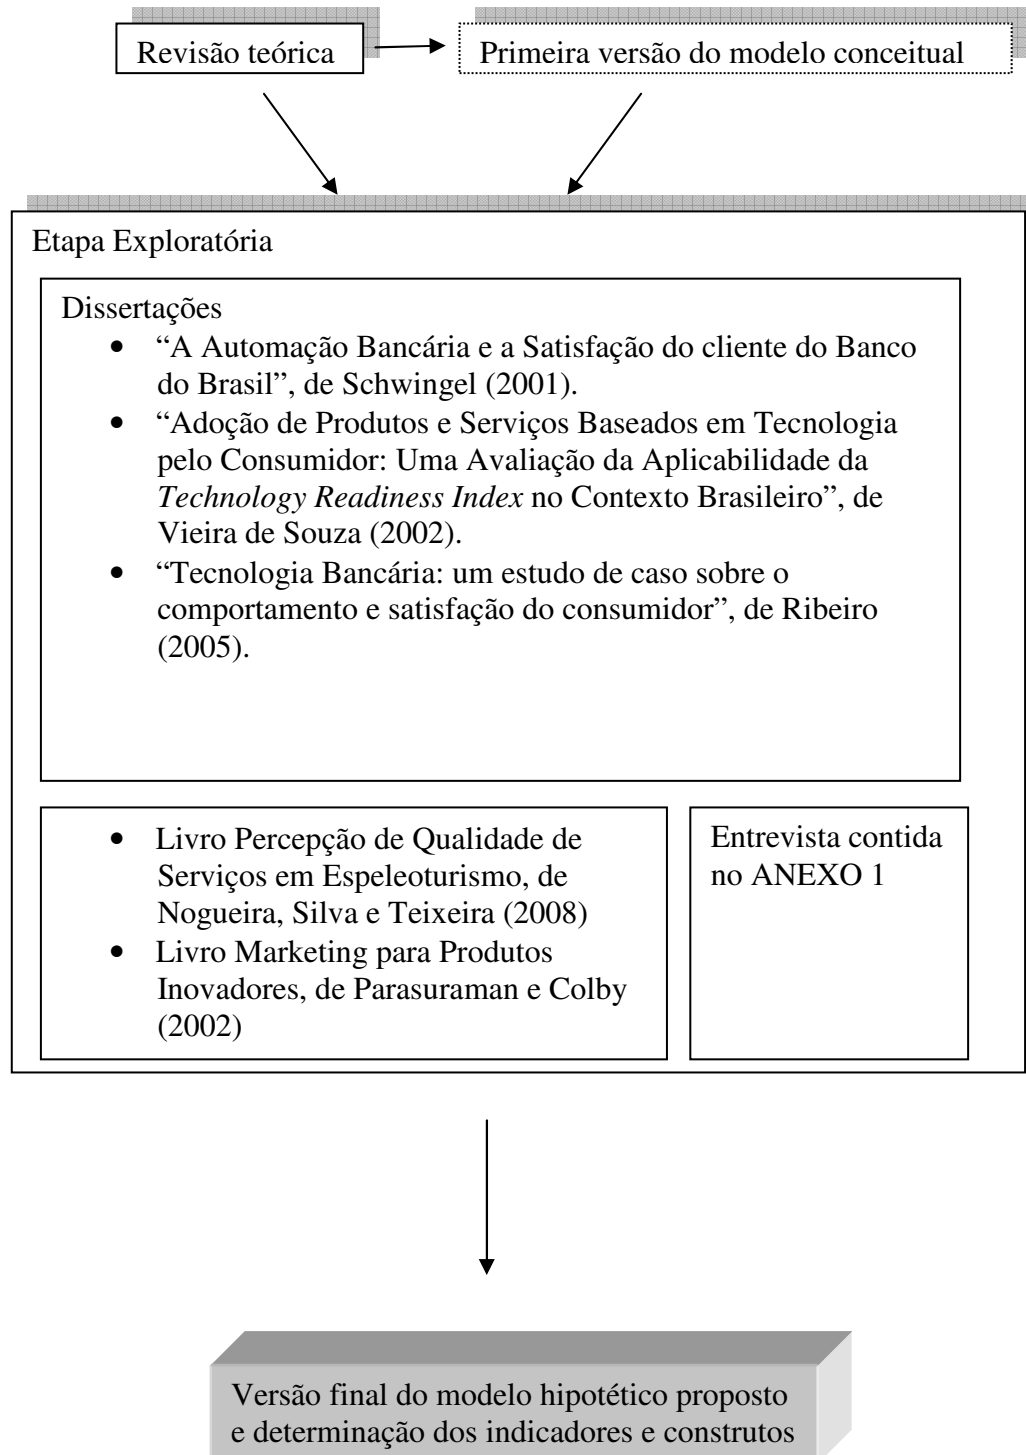 Revisão teórica
Primeira versão do modelo conceitual
Etapa Exploratória
Dissertações
• “A Automação Bancária e a Satisfação do cliente do Banco
do Brasil”, de Schwingel (2001).
• “Adoção de Produtos e Serviços Baseados em Tecnologia
pelo Consumidor: Uma Avaliação da Aplicabilidade da
Technology Readiness Index no Contexto Brasileiro”, de
Vieira de Souza (2002).
• “Tecnologia Bancária: um estudo de caso sobre o
comportamento e satisfação do consumidor”, de Ribeiro
(2005).
• Livro Percepção de Qualidade de
Serviços em Espeleoturismo, de
Nogueira, Silva e Teixeira (2008)
• Livro Marketing para Produtos
Inovadores, de Parasuraman e Colby
(2002)
Entrevista contida
no ANEXO 1
Versão final do modelo hipotético proposto
e determinação dos indicadores e construtos